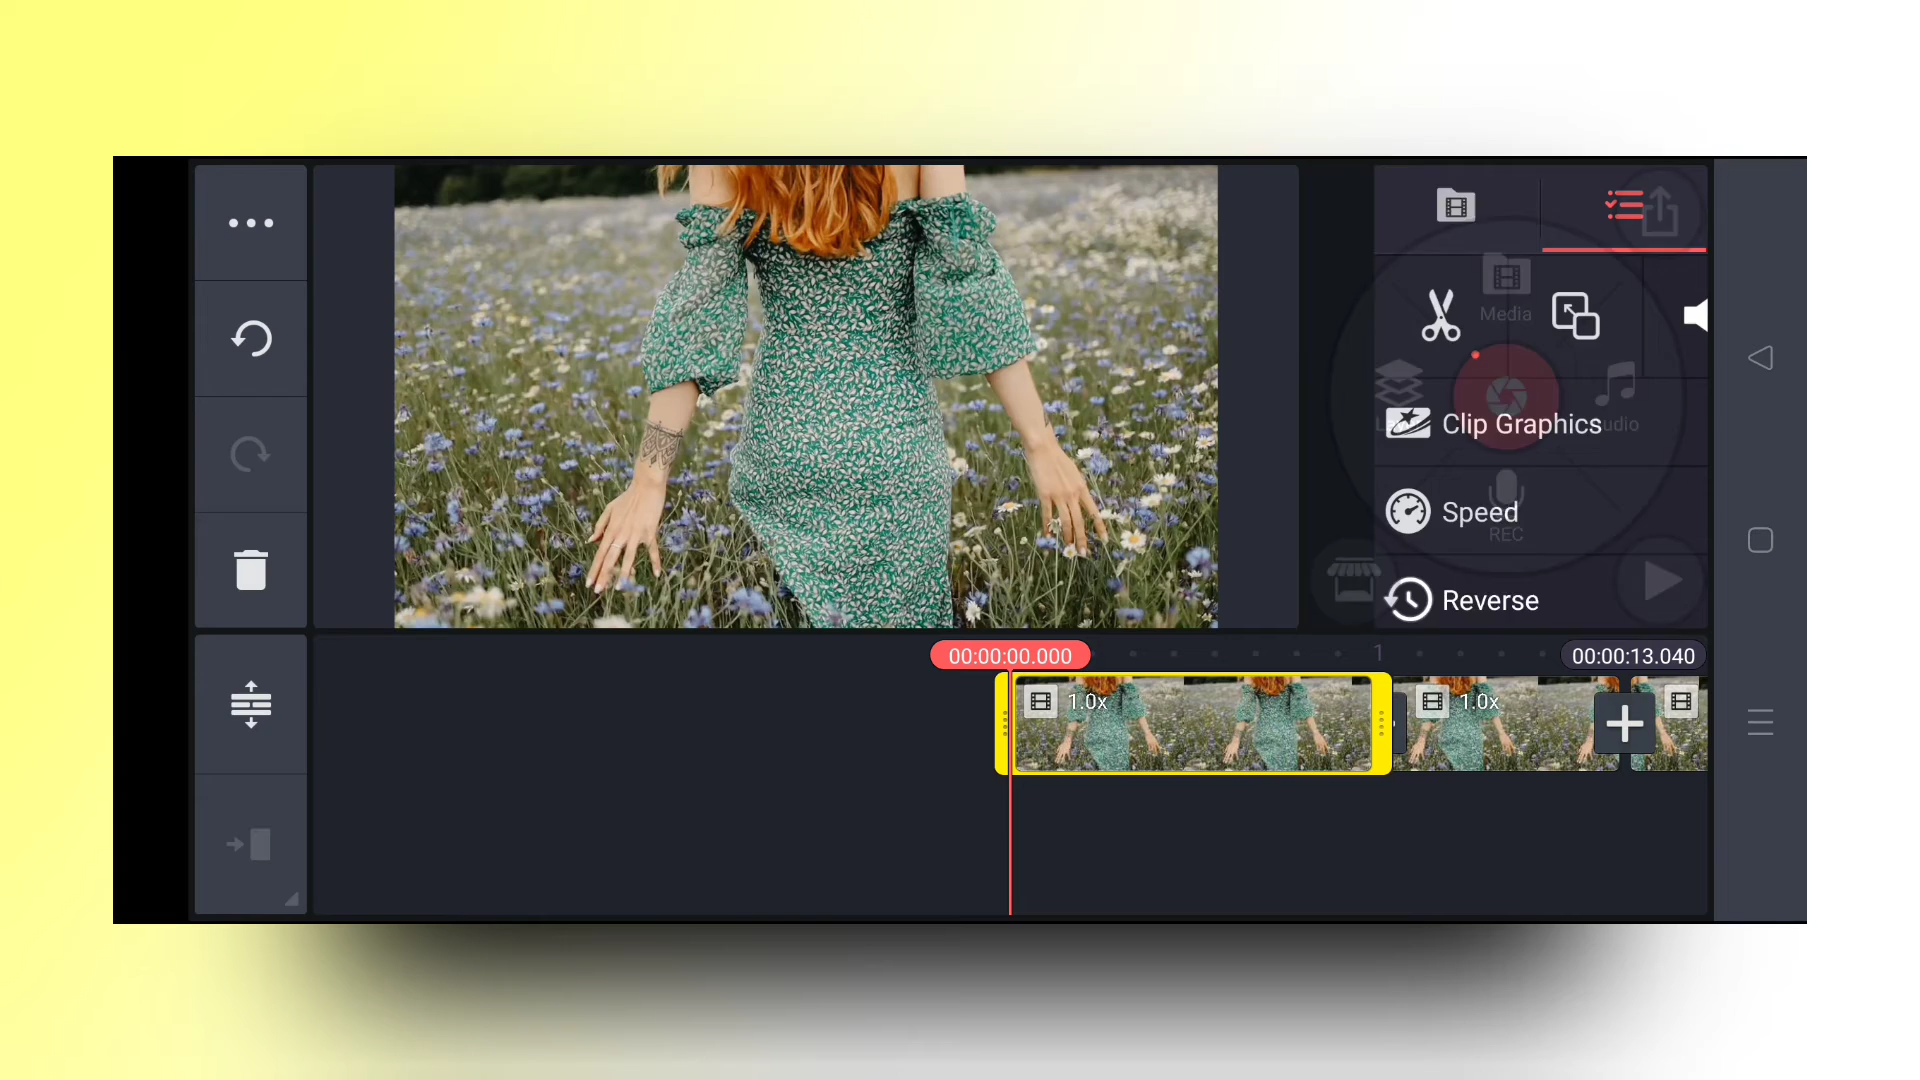 Media
Clip Graphics
udio
Speed
REC
Reverse
00:00:00.000
1
00:00:13.040
1.0x
1.0x